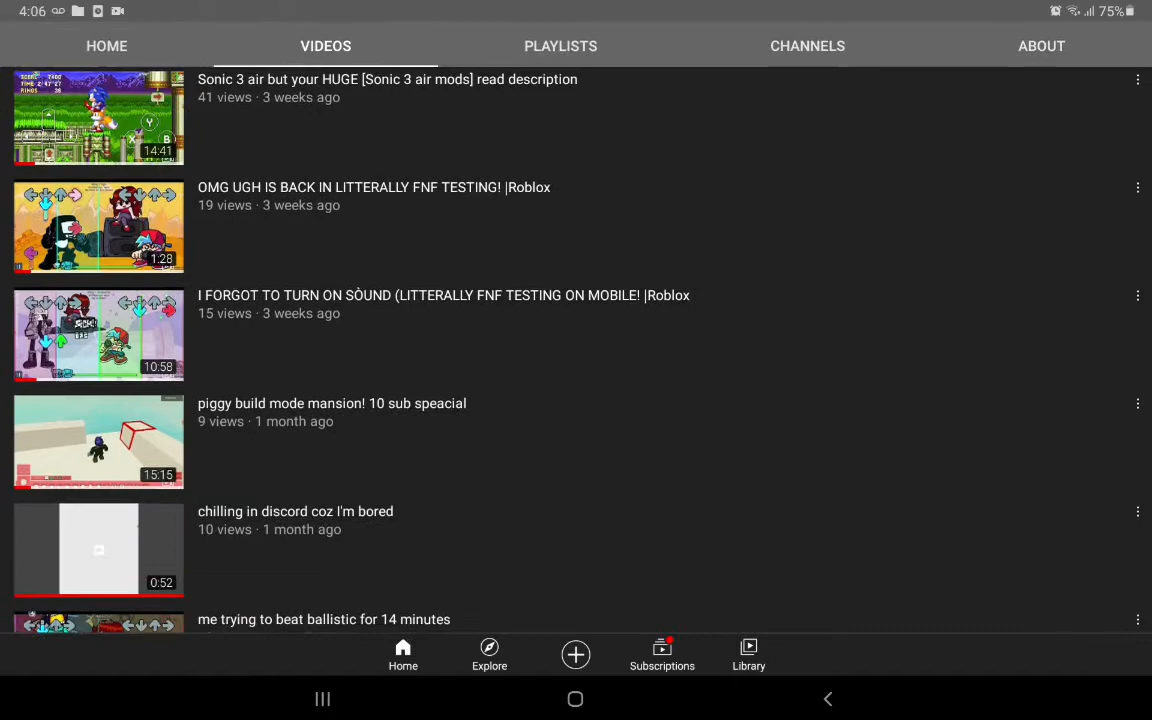 4:06
75%
HOME
VIDEOS
PLAYLISTS
CHANNELS
ABOUT
Sonic 3 air but your HUGE [Sonic 3 air mods] read description
41 views · 3 weeks ago
Y
X
B
14:41
OMG UGH IS BACK IN LITTERALLY FNF TESTING! |Roblox
19 views · 3 weeks ago
1:28
I FORGOT TO TURN ON SÒUND (LITTERALLY FNF TESTING ON MOBILE! |Roblox
15 views · 3 weeks ago
10:58
piggy build mode mansion! 10 sub speacial
9 views · 1 month ago
15:15
chilling in discord coz I'm bored
10 views · 1 month ago
0:52
me trying to beat ballistic for 14 minutes
Home
Explore
Subscriptions
Library